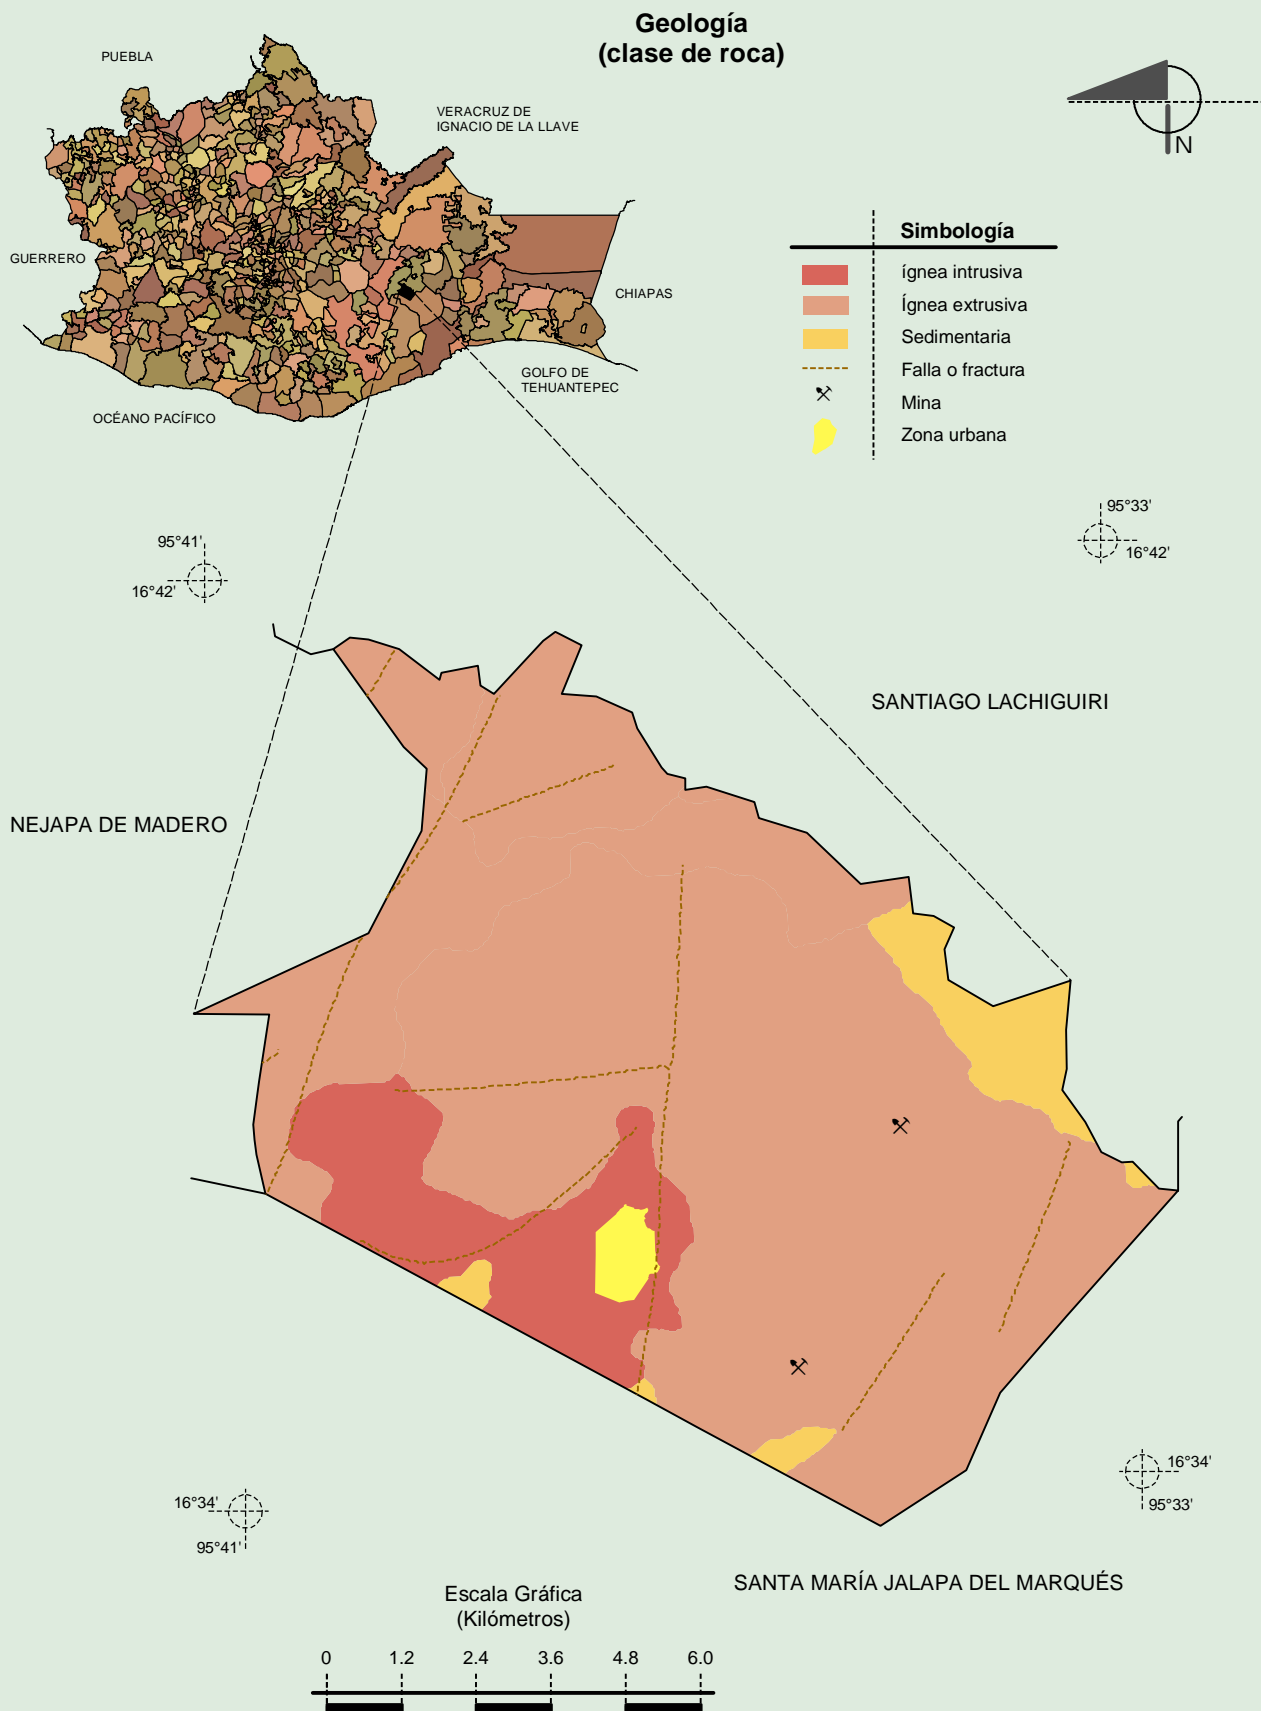 Geología
(clase de roca)
PUEBLA
VERACRUZ DE
IGNACIO DE LA LLAVE
N
GUERRERO
CHIAPAS
GOLFO DE
TEHUANTEPEC
OCÉANO PACÍFICO
Simbología
ígnea intrusiva
Ígnea extrusiva
Sedimentaria
Falla o fractura
Mina
Zona urbana
95°41'
16°42'
95°33'
16°42'
SANTIAGO LACHIGUIRI
NEJAPA DE MADERO
16°34'
95°41'
16°34'
95°33'
SANTA MARÍA JALAPA DEL MARQUÉS
Escala Gráfica
(Kilómetros)
0 1.2 2.4 3.6 4.8 6.0